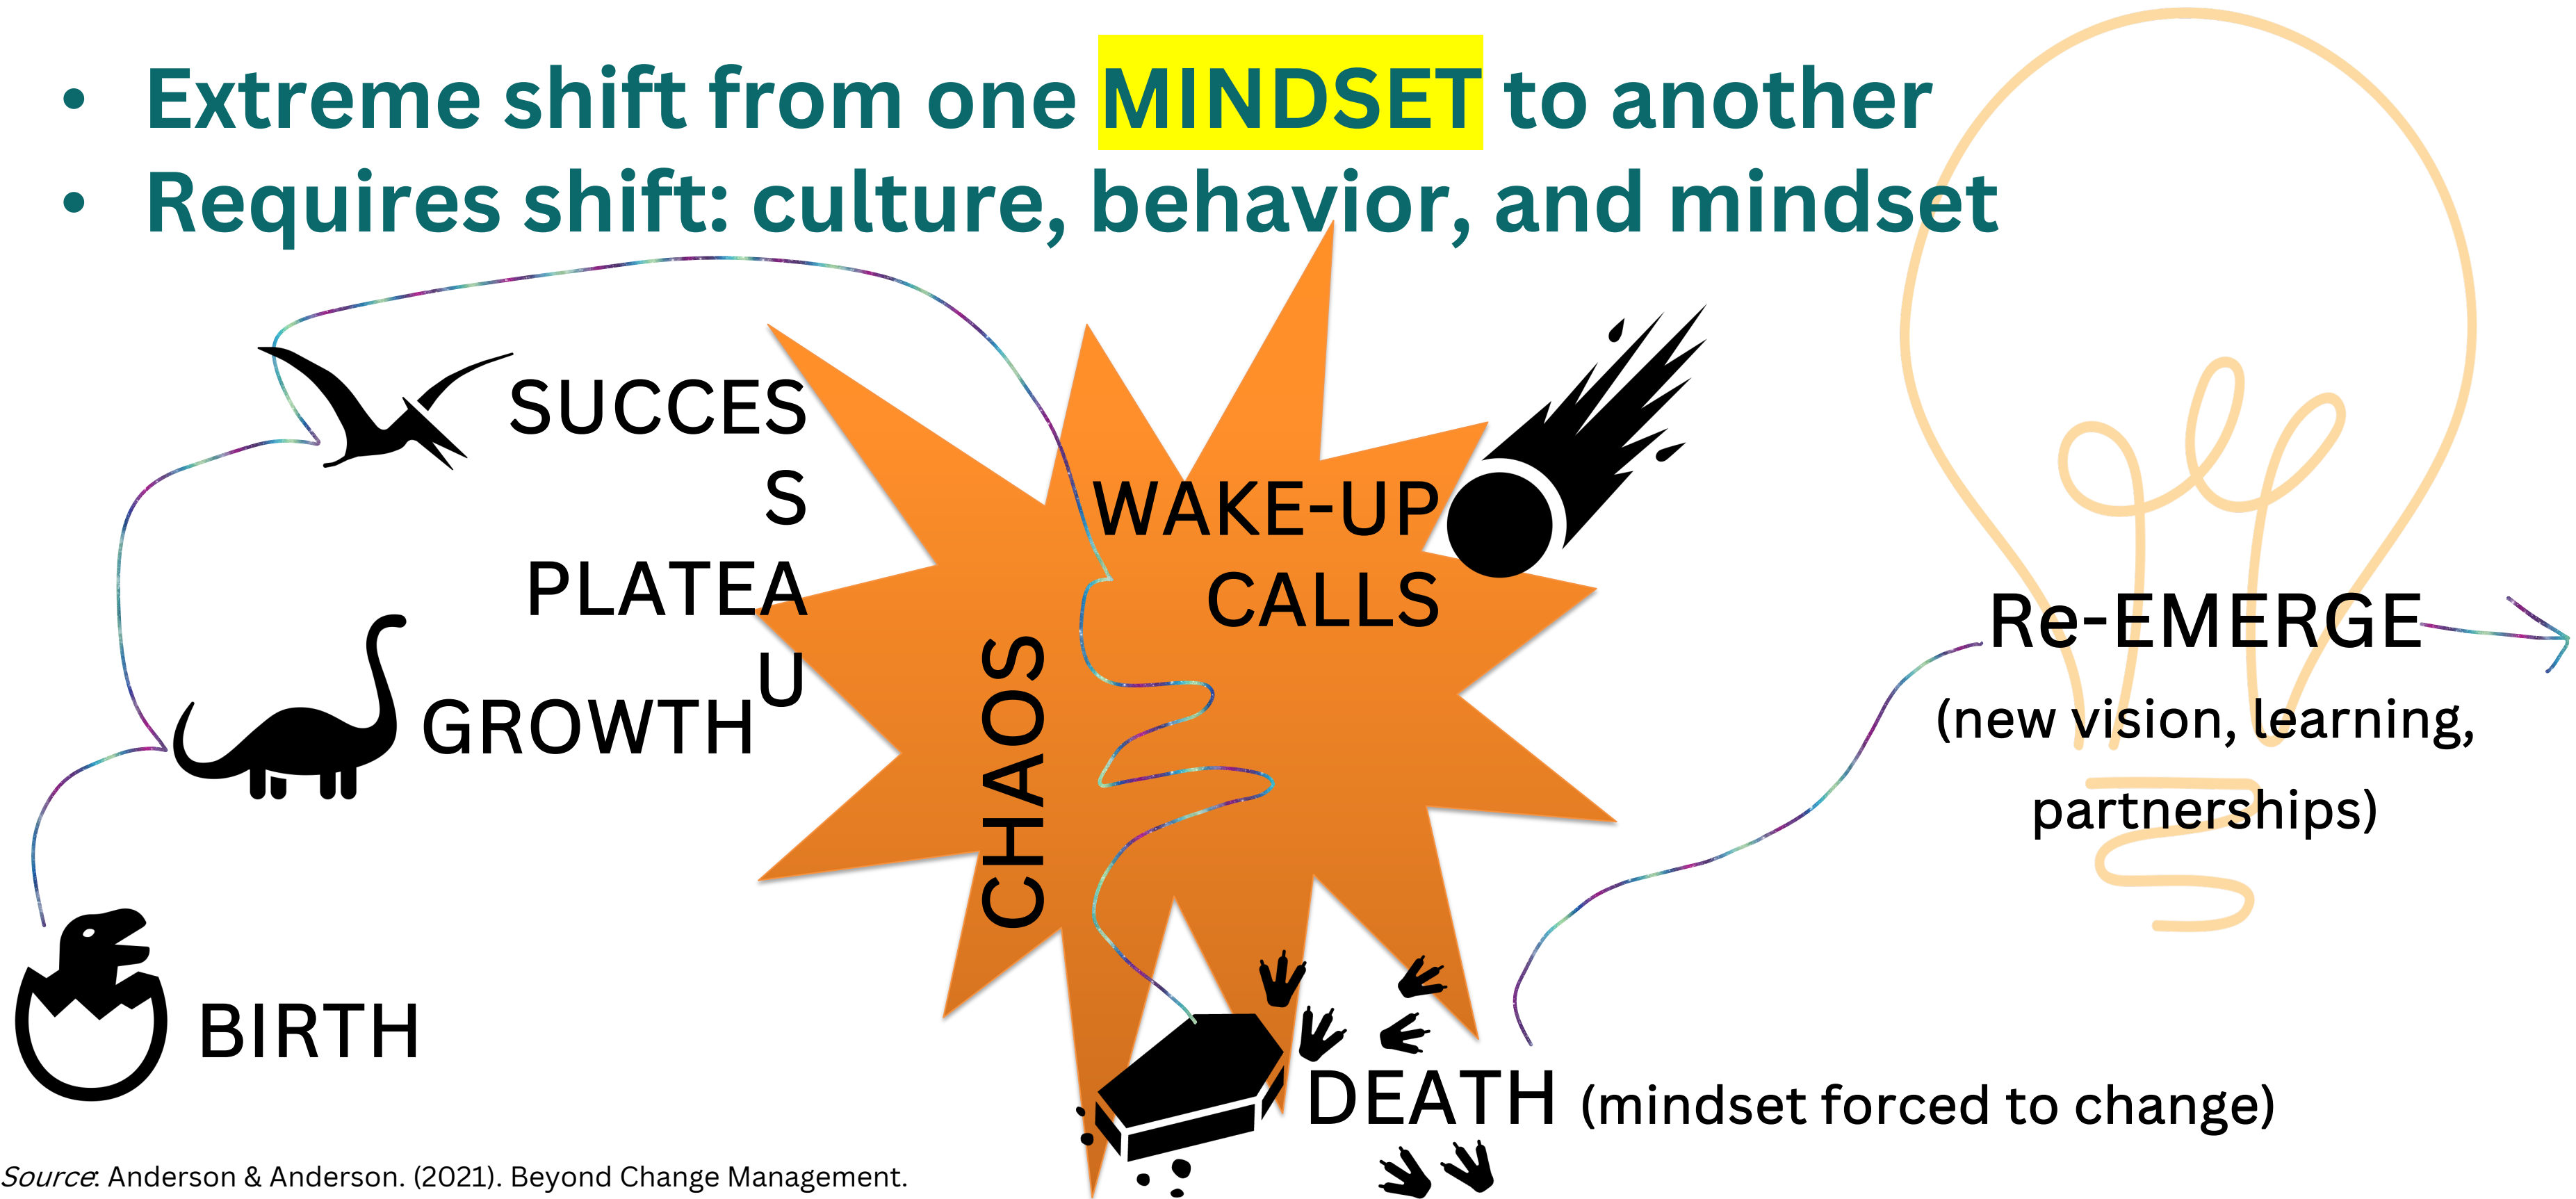 • Extreme shift from one MINDSET to another
• Requires shift: culture, behavior, and mindset
SUCCES
S
PLATEA
U
GROWTH
BIRTH
WAKE-UP
CALLS
CHAOS
DEATH (mindset forced to change)
Re-EMERGE
(new vision, learning,
partnerships)
Source: Anderson & Anderson. (2021). Beyond Change Management.